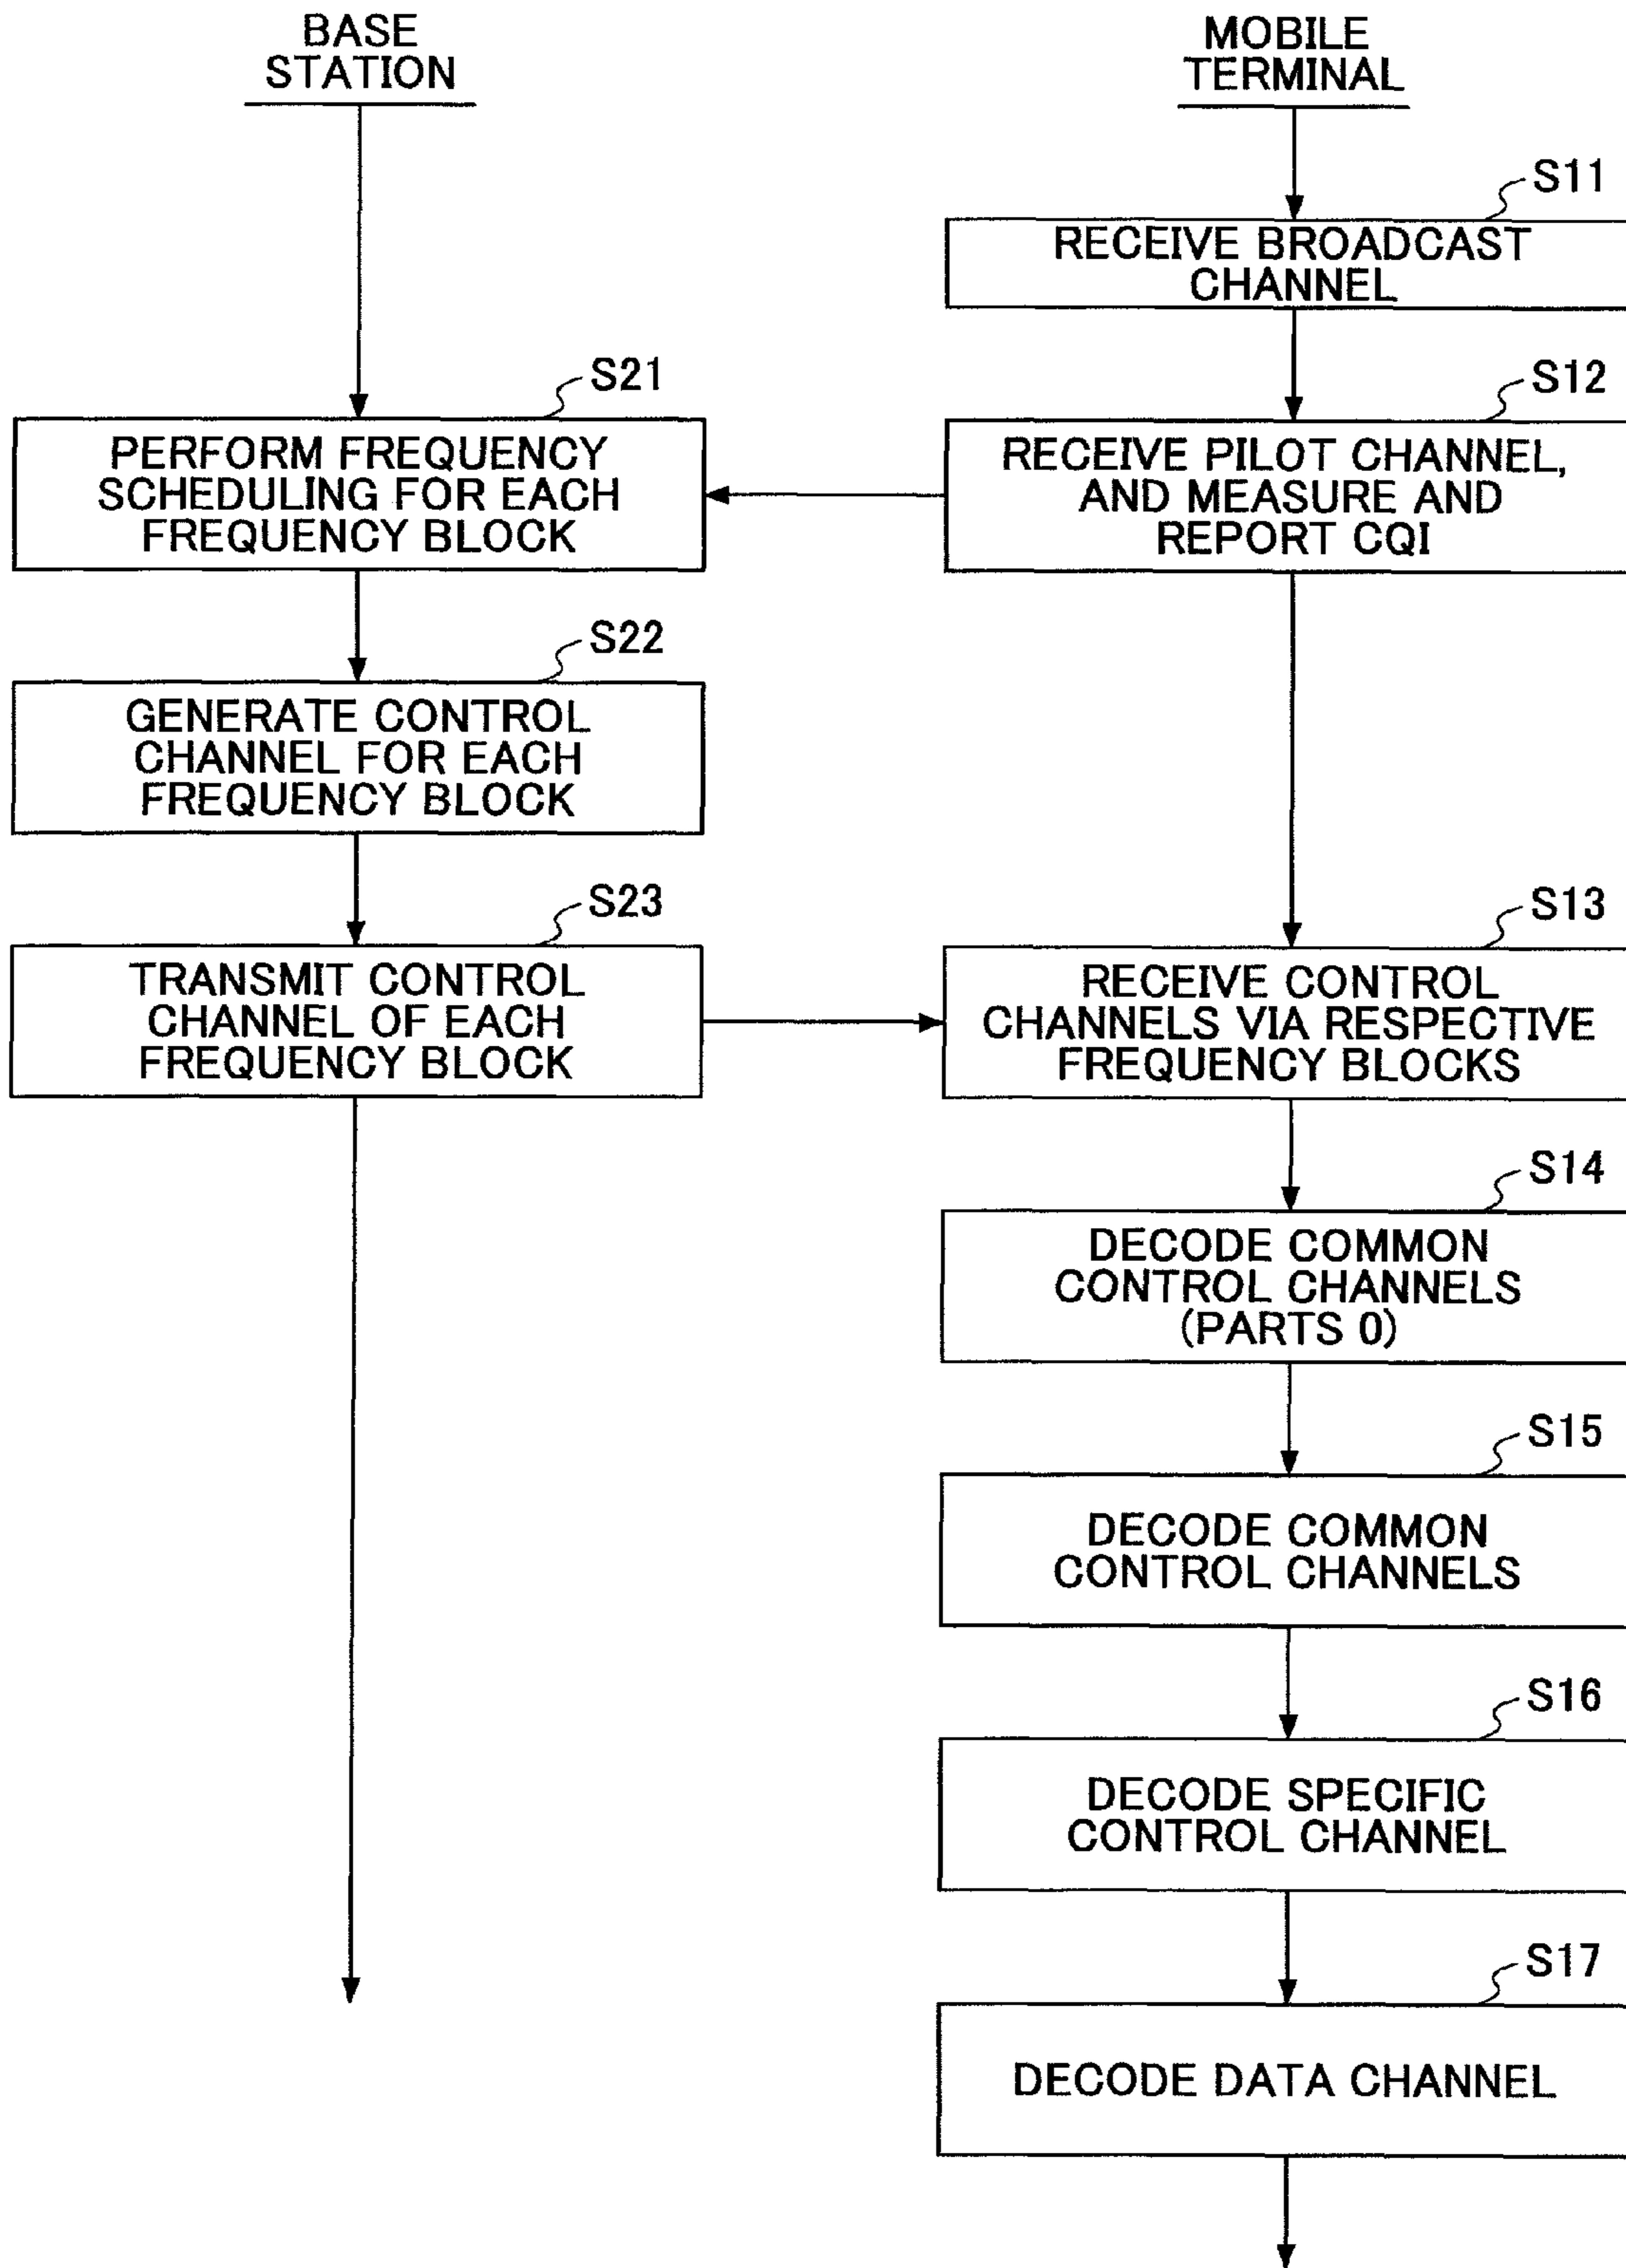 BASE
STATION
MOBILE
TERMINAL
S11
RECEIVE BROADCAST
CHANNEL
S21
PERFORM FREQUENCY
SCHEDULING FOR EACH
FREQUENCY BLOCK
S12
RECEIVE PILOT CHANNEL,
AND MEASURE AND
REPORT CQI
S22
GENERATE CONTROL
CHANNEL FOR EACH
FREQUENCY BLOCK
S23
TRANSMIT CONTROL
CHANNEL OF EACH
FREQUENCY BLOCK
S13
RECEIVE CONTROL
CHANNELS VIA RESPECTIVE
FREQUENCY BLOCKS
S14
DECODE COMMON
CONTROL CHANNELS
(PARTS 0)
S15
DECODE COMMON
CONTROL CHANNELS
S16
DECODE SPECIFIC
CONTROL CHANNEL
S17
DECODE DATA CHANNEL